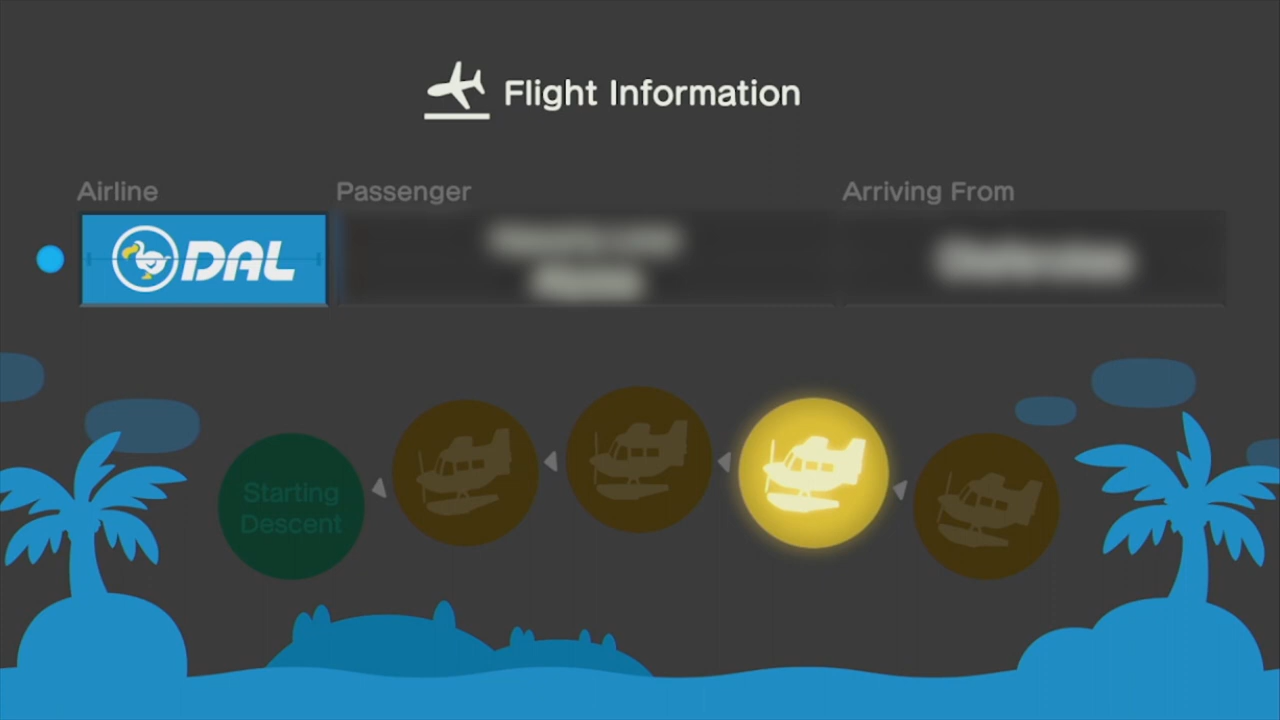 Flight Information
Airline
Passenger
Arriving From
DAL
Starting
Descent